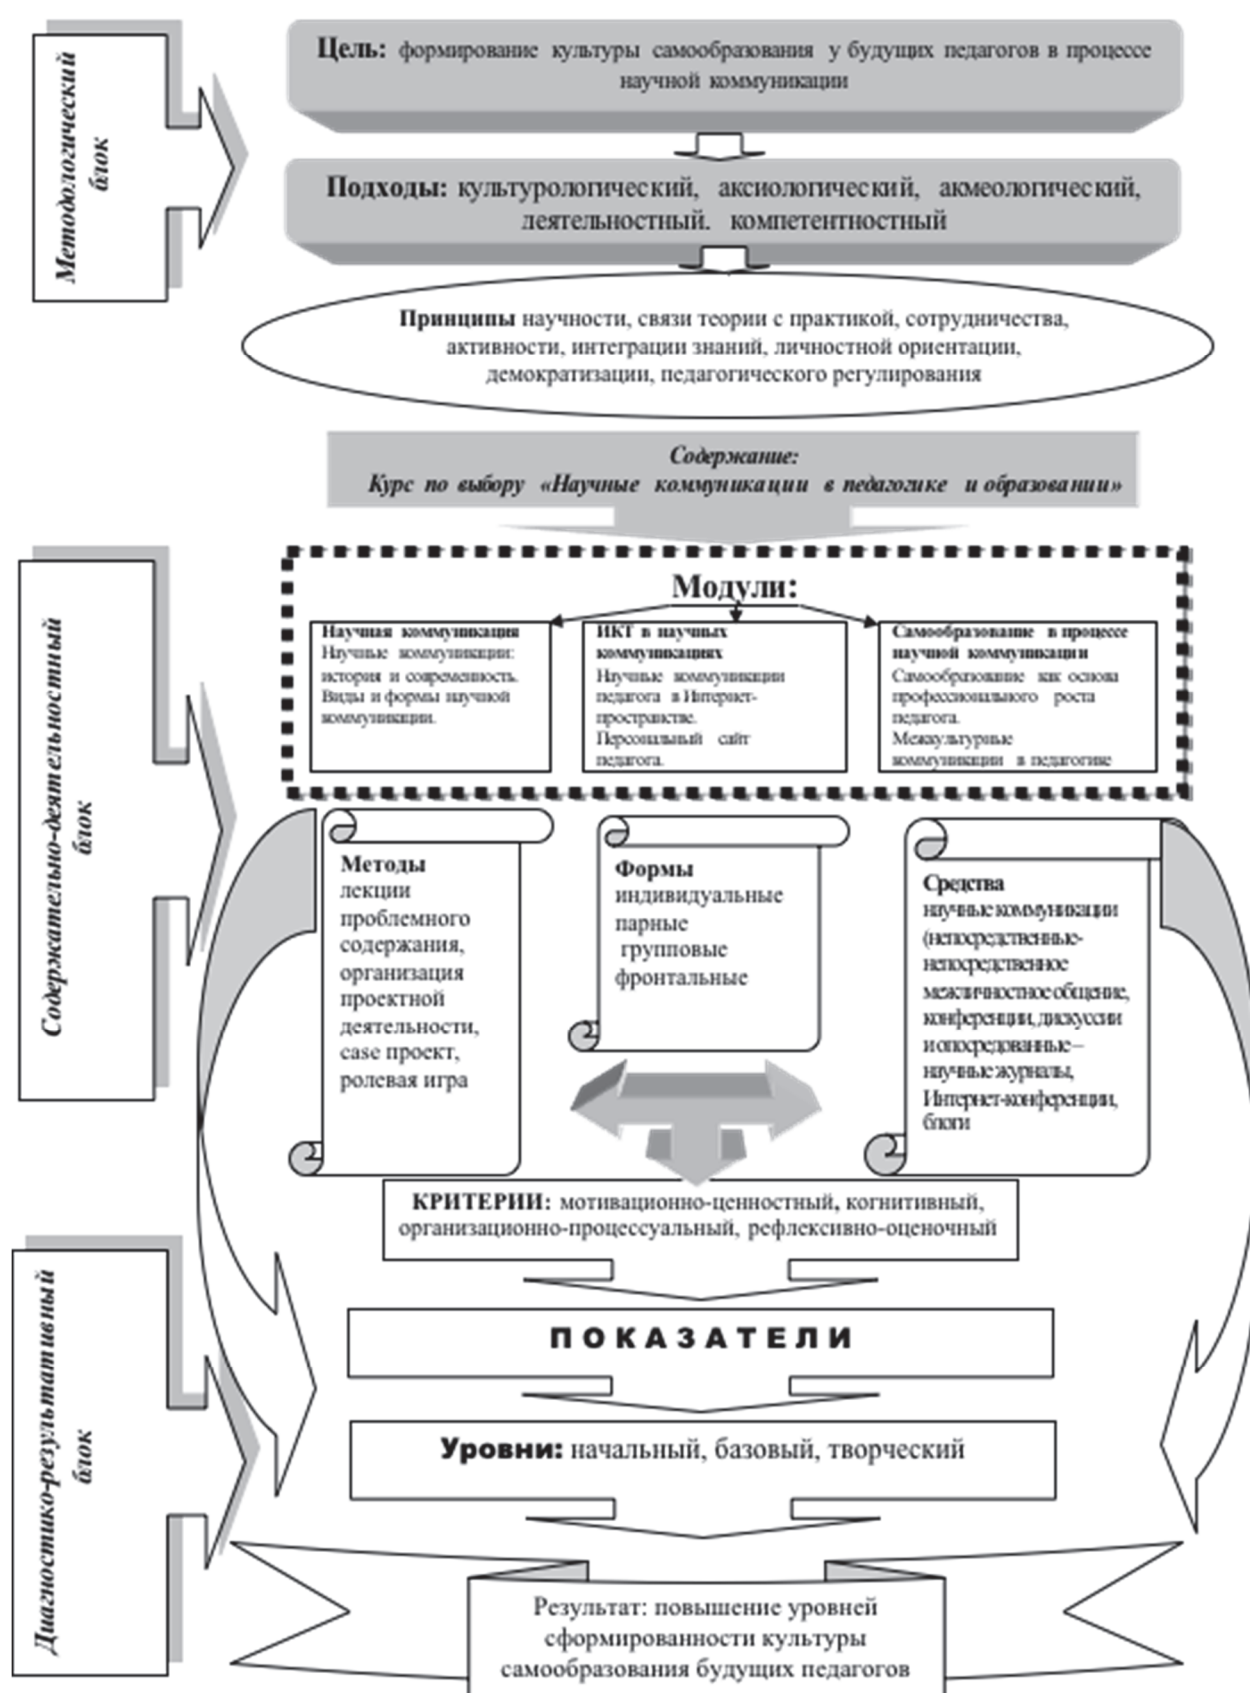 Методологический
блок
Цель: формирование культуры самообразования у будущих педагогов в процессе
научной коммуникации
Подходы: культурологический, аксиологический, акмеологический,
деятельностный. компетентностный
Принципы научности, связи теории с практикой, сотрудничества,
активности, интеграции знаний, личностной ориентации,
демократизации, педагогического регулирования
Содержание:
Курс по выбору «Научные коммуникации в педагогике и образовании»
Содержательно-деятельностный
блок
Модули:
Научная коммуникация
Научные коммуникации:
история и современность.
Виды и формы научной
коммуникации.
ИКТ в научных
коммуникациях
Научные коммуникации
педагога в Интернет-
пространстве.
Персональный сайт
педагога.
Самообразование в процессе
научной коммуникации
Самообразование как основа
профессионального роста
педагога.
Межкультурные
коммуникации в педагогике
Методы
лекции
проблемного
содержания,
организация
проектной
деятельности,
case проект,
ролевая игра
Формы
индивидуальные
парные
групповые
фронтальные
Средства
научные коммуникации
(непосредственные-
непосредственное
межличностное общение,
конференции, дискуссии
и опосредованные –
научные журналы,
Интернет-конференции,
блоги
Диагностико-результативный
блок
КРИТЕРИИ: мотивационно-ценностный, когнитивный,
организационно-процессуальный, рефлексивно-оценочный
ПОКАЗАТЕЛИ
Уровни: начальный, базовый, творческий
Результат: повышение уровней
сформированности культуры
самообразования будущих педагогов